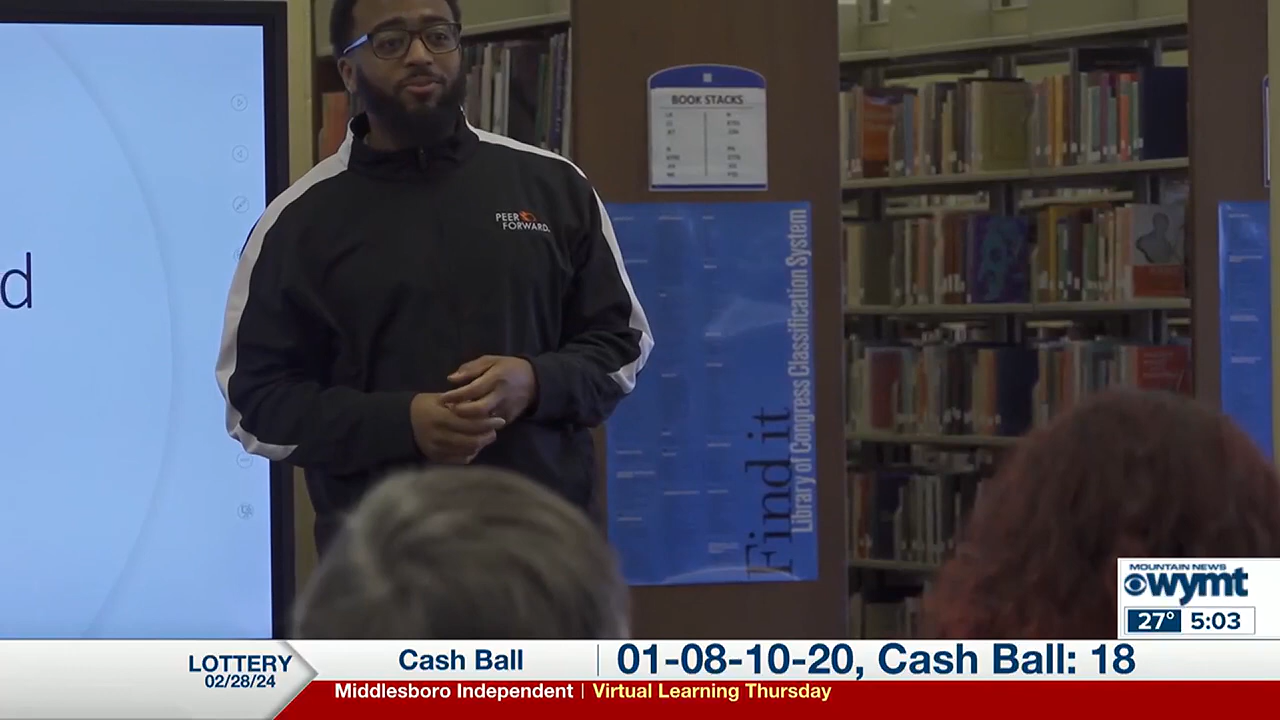 d
PEER
FORWARD
BOOK STACKS
Find it
Library of Congress Classification System
MOUNTAIN NEWS
wymt
27° 5:03
LOTTERY
02/28/24
Cash Ball
01-08-10-20, Cash Ball: 18
Middlesboro Independent | Virtual Learning Thursday